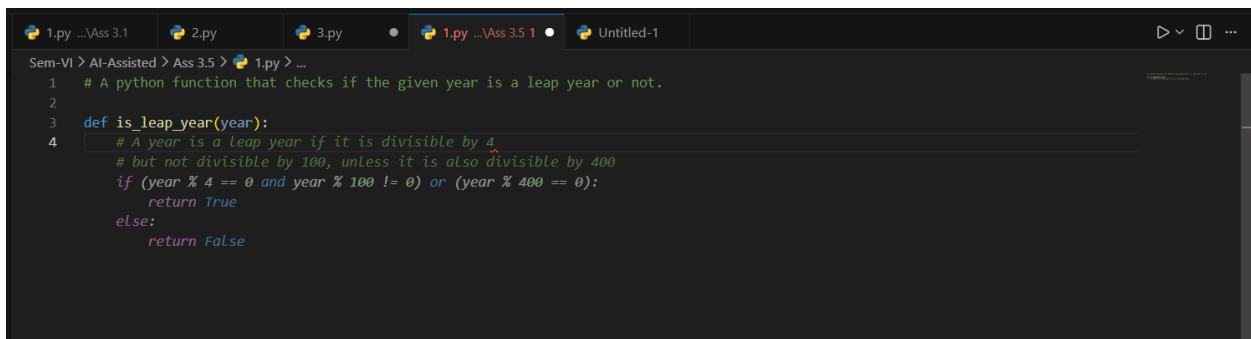 1.py ...\Ass 3.1 2.py 3.py ● 1.py ...\Ass 3.5 1 ● Untitled-1
Sem-VI > AI-Assisted > Ass 3.5 > 1.py > ...
1 # A python function that checks if the given year is a leap year or not.
2
3 def is_leap_year(year):
4     # A year is a leap year if it is divisible by 4
    # but not divisible by 100, unless it is also divisible by 400
    if (year % 4 == 0 and year % 100 != 0) or (year % 400 == 0):
        return True
    else:
        return False